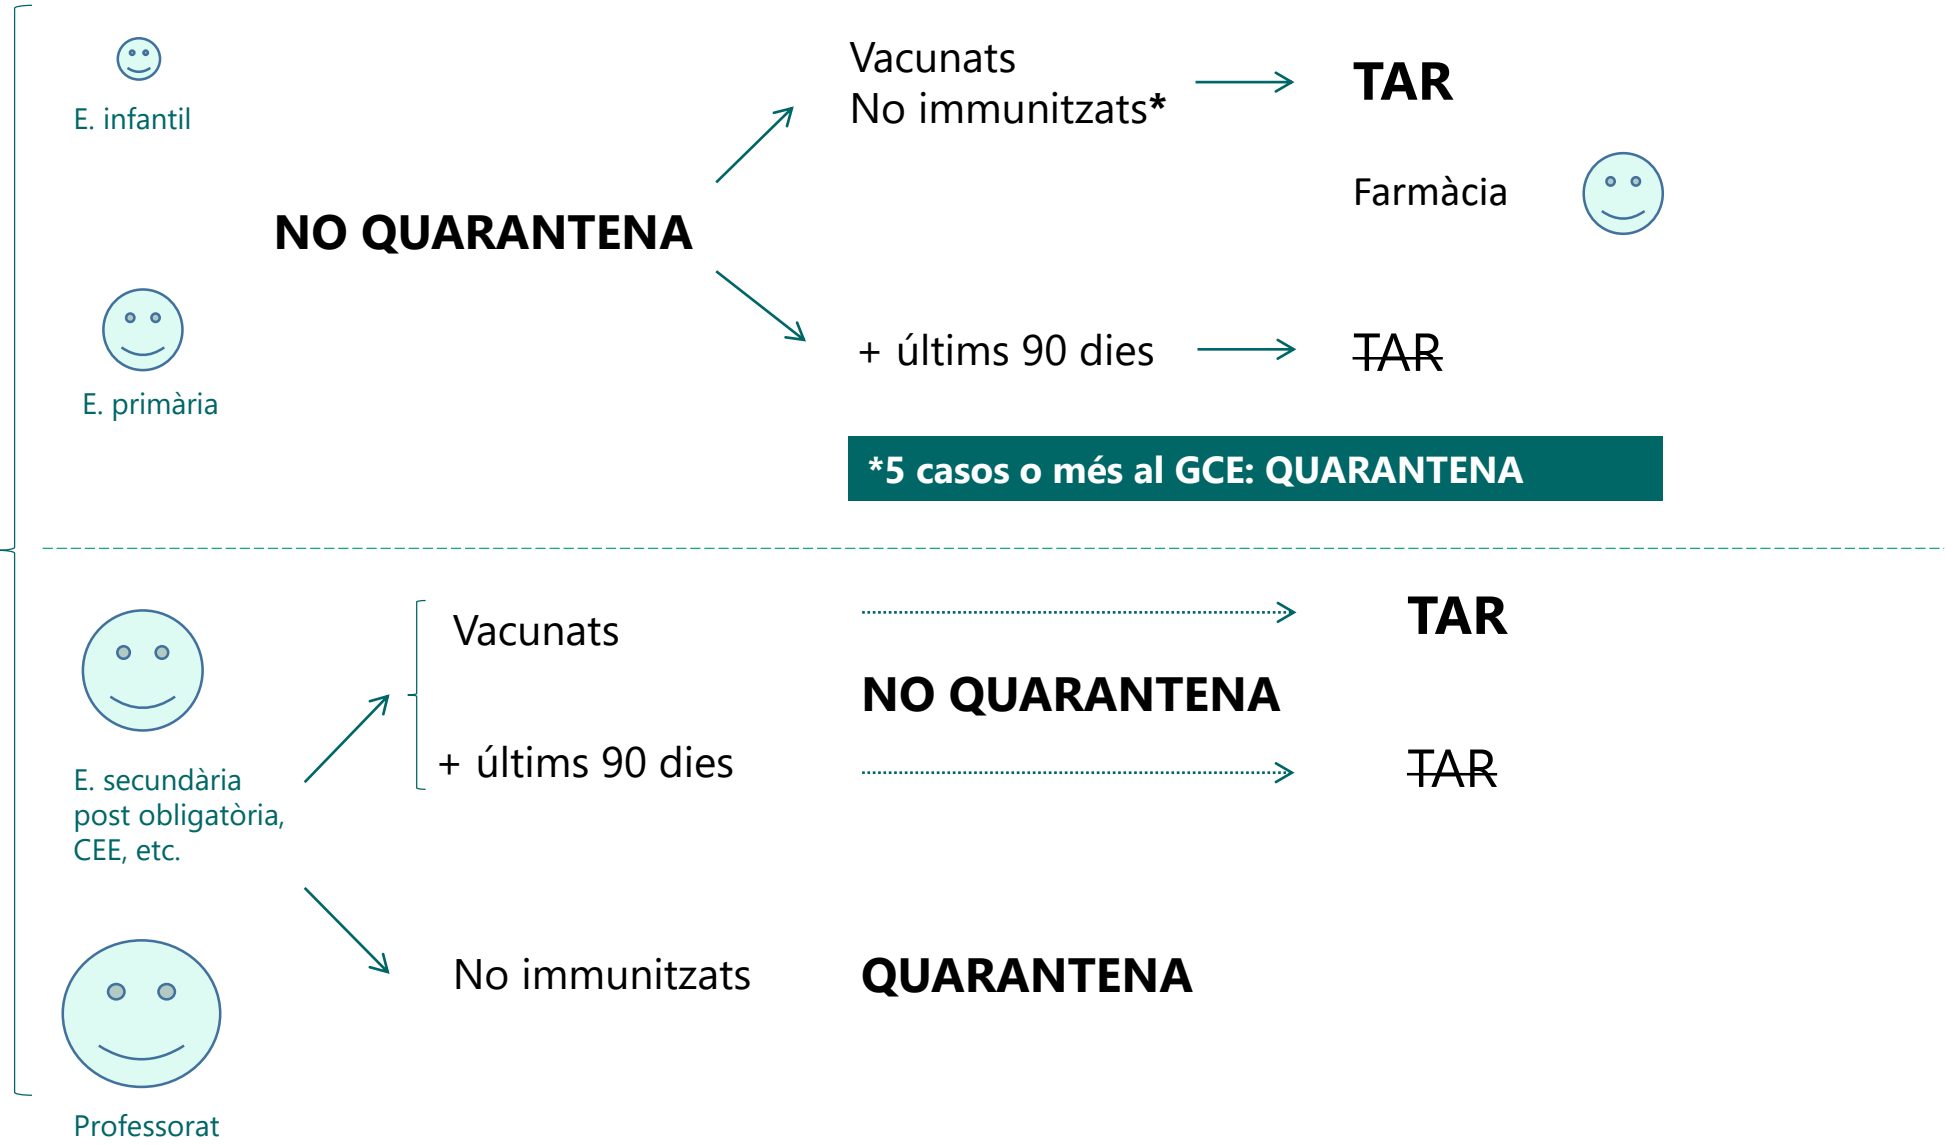 E. infantil
Vacunats
No immunitzats*
TAR
Farmàcia
NO QUARANTENA
E. primària
+ últims 90 dies
TAR
*5 casos o més al GCE: QUARANTENA
Vacunats
TAR
NO QUARANTENA
+ últims 90 dies
TAR
E. secundària
post obligatòria,
CEE, etc.
No immunitzats
QUARANTENA
Professorat